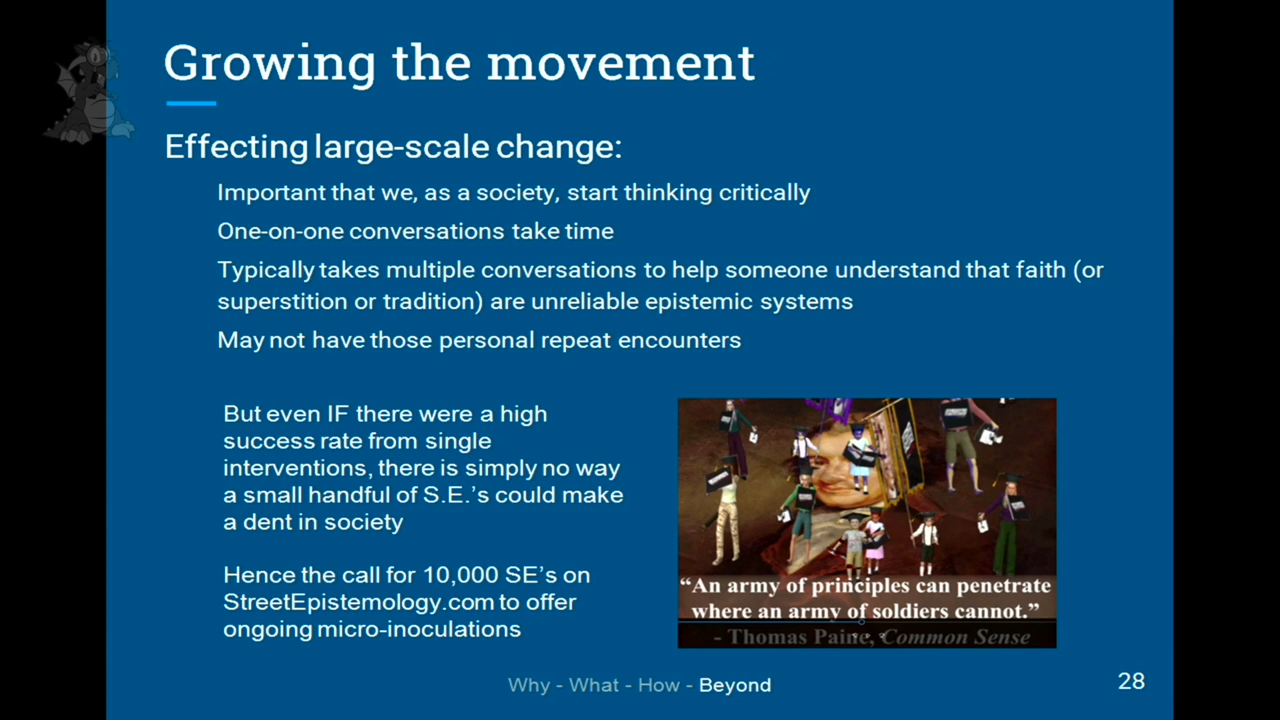 Growing the movement
Effecting large-scale change:
Important that we, as a society, start thinking critically
One-on-one conversations take time
Typically takes multiple conversations to help someone understand that faith (or
superstition or tradition) are unreliable epistemic systems
May not have those personal repeat encounters
But even IF there were a high
success rate from single
interventions, there is simply no way
a small handful of S.E.'s could make
a dent in society
Hence the call for 10,000 SE's on
StreetEpistemology.com to offer
ongoing micro-inoculations
“An army of principles can penetrate
where an army of soldiers cannot.”
- Thomas Paine, Common Sense
Why - What - How - Beyond
28